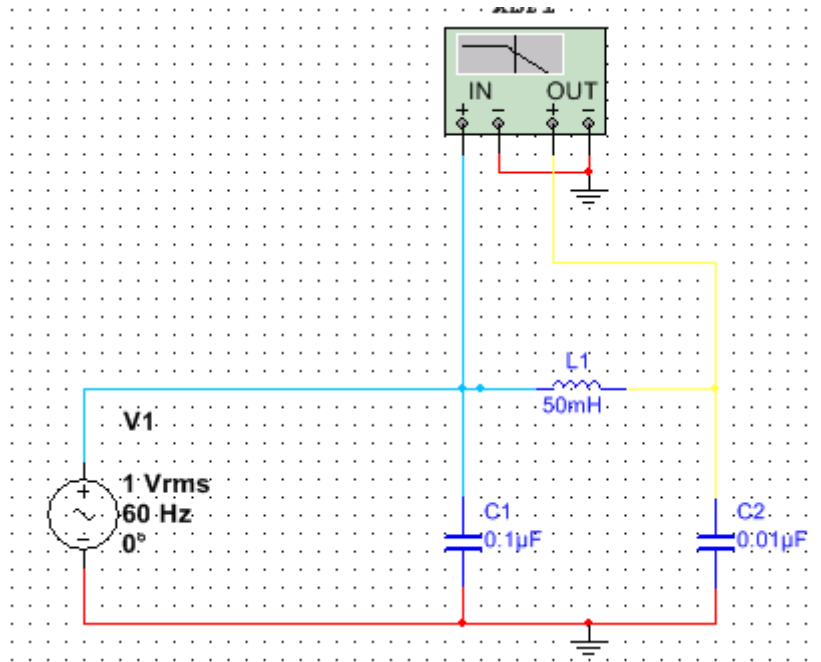 IN OUT
+ − + −
L1
50mH
V1
+
1 Vrms
60 Hz
0°
−
C1
0.1µF
C2
0.01µF